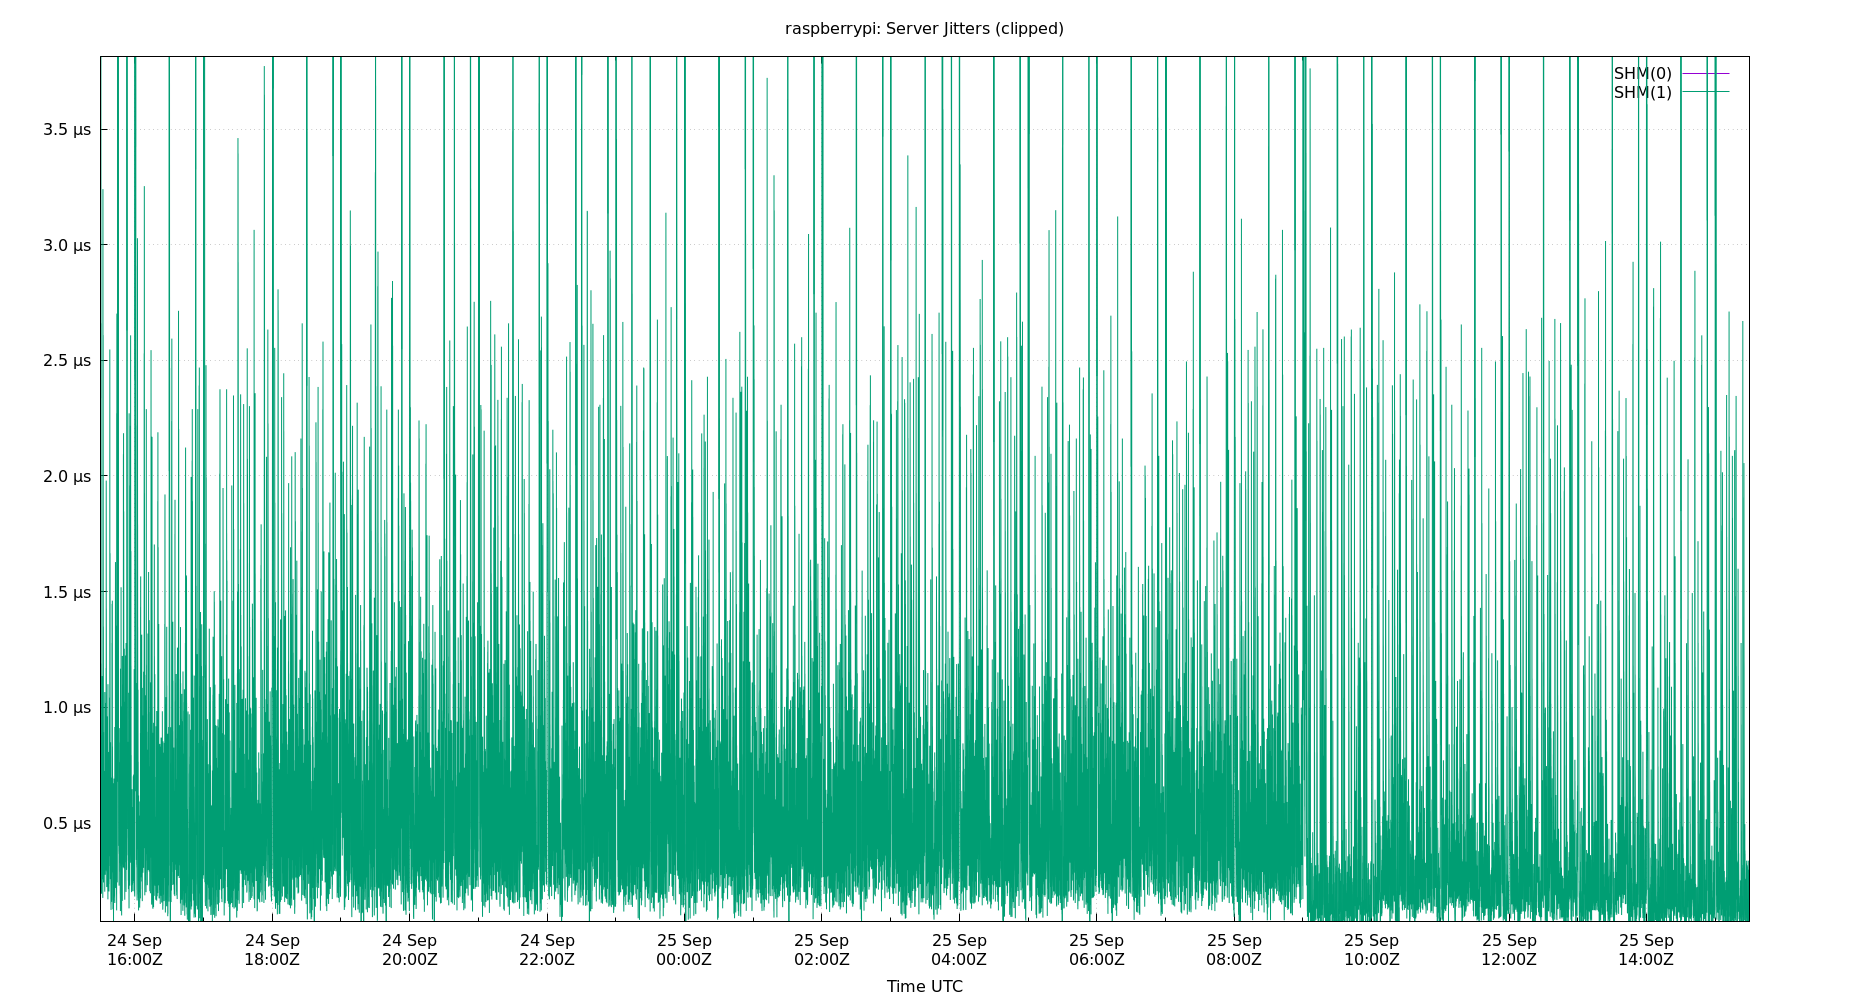 raspberrypi: Server Jitters (clipped)
SHM(0)
SHM(1)
3.5 µs
3.0 µs
2.5 µs
2.0 µs
1.5 µs
1.0 µs
0.5 µs
24 Sep 24 Sep 24 Sep 24 Sep 25 Sep 25 Sep 25 Sep 25 Sep 25 Sep 25 Sep 25 Sep 25 Sep
16:00Z 18:00Z 20:00Z 22:00Z 00:00Z 02:00Z 04:00Z 06:00Z 08:00Z 10:00Z 12:00Z 14:00Z
Time UTC